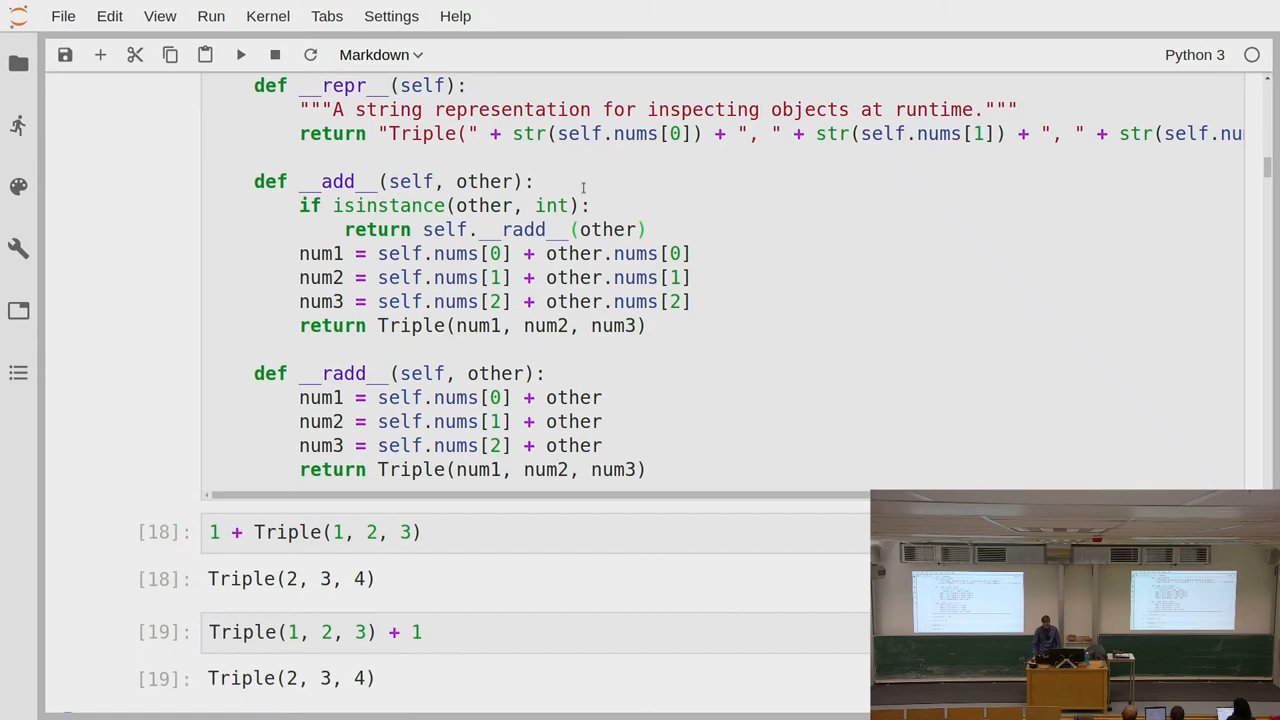 File Edit View Run Kernel Tabs Settings Help
Markdown Python 3
def __repr__(self):
"""A string representation for inspecting objects at runtime."""
return "Triple(" + str(self.nums[0]) + ", " + str(self.nums[1]) + ", " + str(self.nu
def __add__(self, other):
if isinstance(other, int):
return self.__radd__(other)
num1 = self.nums[0] + other.nums[0]
num2 = self.nums[1] + other.nums[1]
num3 = self.nums[2] + other.nums[2]
return Triple(num1, num2, num3)
def __radd__(self, other):
num1 = self.nums[0] + other
num2 = self.nums[1] + other
num3 = self.nums[2] + other
return Triple(num1, num2, num3)
[18]: 1 + Triple(1, 2, 3)
[18]: Triple(2, 3, 4)
[19]: Triple(1, 2, 3) + 1
[19]: Triple(2, 3, 4)